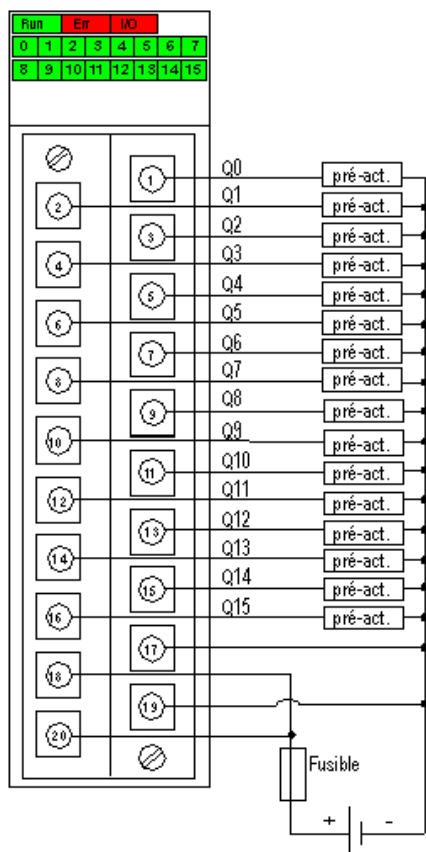 Run Err I/O
0 1 2 3 4 5 6 7
8 9 10 11 12 13 14 15
1 Q0 pré-act.
2 Q1 pré-act.
3 Q2 pré-act.
4 Q3 pré-act.
5 Q4 pré-act.
6 Q5 pré-act.
7 Q6 pré-act.
8 Q7 pré-act.
9 Q8 pré-act.
10 Q9 pré-act.
11 Q10 pré-act.
12 Q11 pré-act.
13 Q12 pré-act.
14 Q13 pré-act.
15 Q14 pré-act.
16 Q15 pré-act.
17
18
19
20
Fusible
+ -